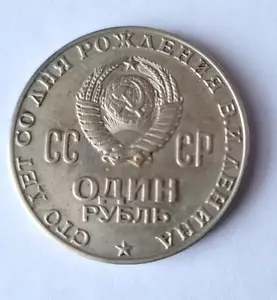 СТО ЛЕТ СО ДНЯ РОЖДЕНИЯ В.И.ЛЕНИНА
СС СР
ОДИН
РУБЛЬ